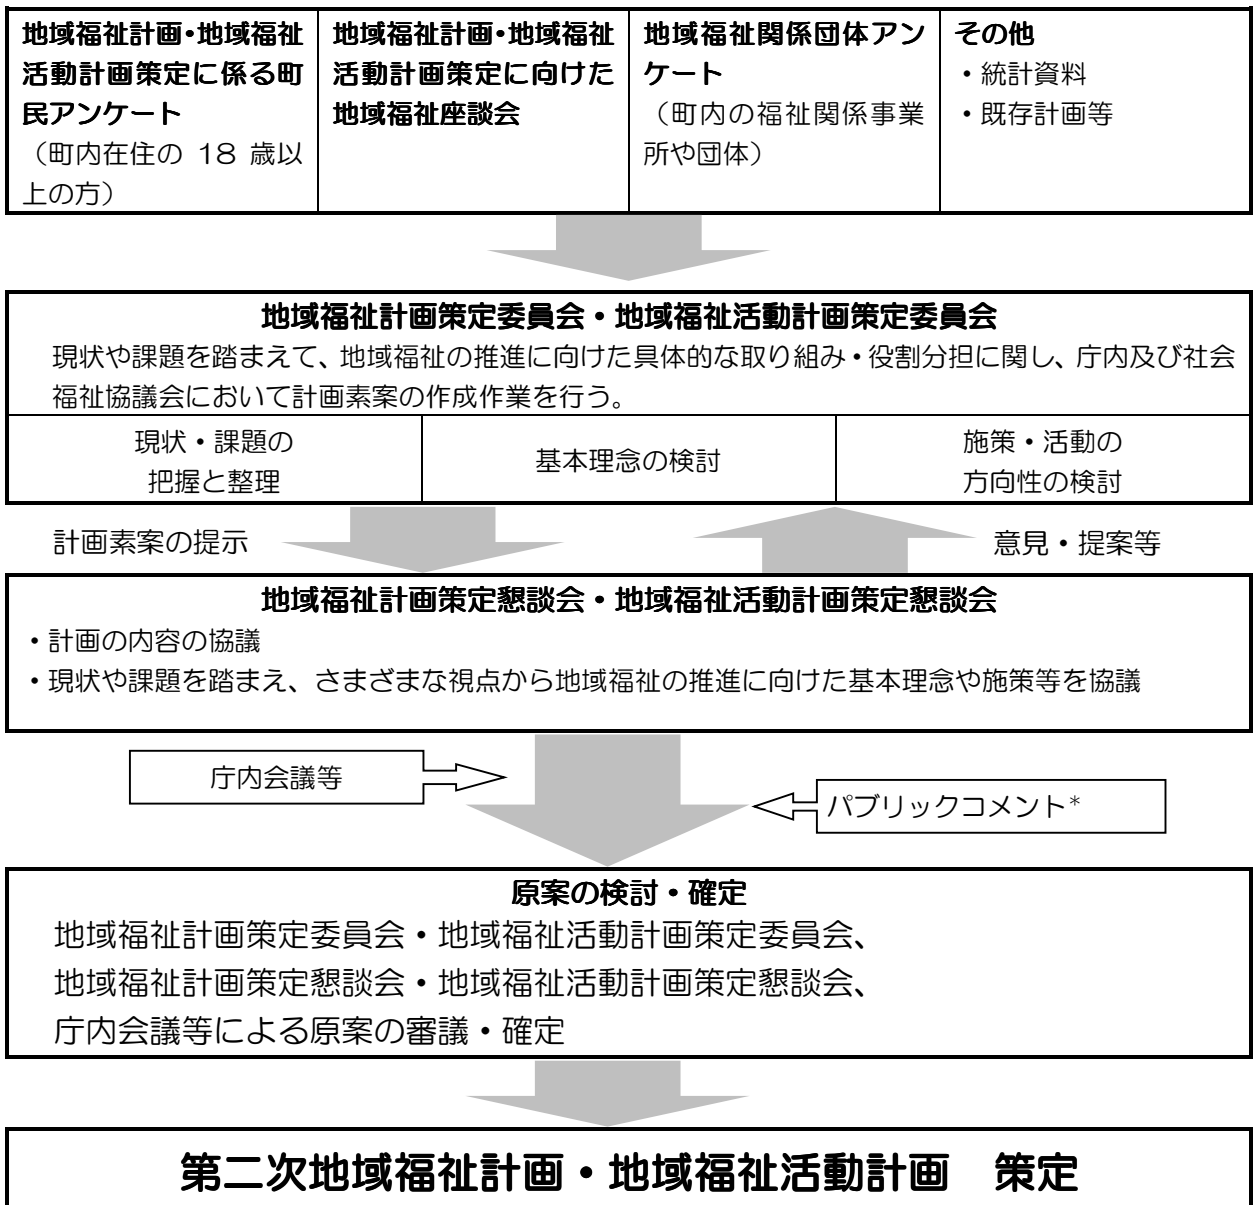 地域福祉計画・地域福祉
活動計画策定に係る町
民アンケート
（町内在住の 18 歳以
上の方）
地域福祉計画・地域福祉
活動計画策定に向けた
地域福祉座談会
地域福祉関係団体アン
ケート
（町内の福祉関係事業
所や団体）
その他
・統計資料
・既存計画等
地域福祉計画策定委員会・地域福祉活動計画策定委員会
現状や課題を踏まえて、地域福祉の推進に向けた具体的な取り組み・役割分担に関し、庁内及び社会
福祉協議会において計画素案の作成作業を行う。
現状・課題の
把握と整理
基本理念の検討
施策・活動の
方向性の検討
計画素案の提示
意見・提案等
地域福祉計画策定懇談会・地域福祉活動計画策定懇談会
・計画の内容の協議
・現状や課題を踏まえ、さまざまな視点から地域福祉の推進に向けた基本理念や施策等を協議
庁内会議等
パブリックコメント*
原案の検討・確定
地域福祉計画策定委員会・地域福祉活動計画策定委員会、
地域福祉計画策定懇談会・地域福祉活動計画策定懇談会、
庁内会議等による原案の審議・確定
第二次地域福祉計画・地域福祉活動計画　策定